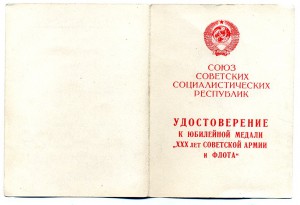 СОЮЗ
СОВЕТСКИХ
СОЦИАЛИСТИЧЕСКИХ
РЕСПУБЛИК
УДОСТОВЕРЕНИЕ
К ЮБИЛЕЙНОЙ МЕДАЛИ
„XXX лет СОВЕТСКОЙ АРМИИ
и ФЛОТА“